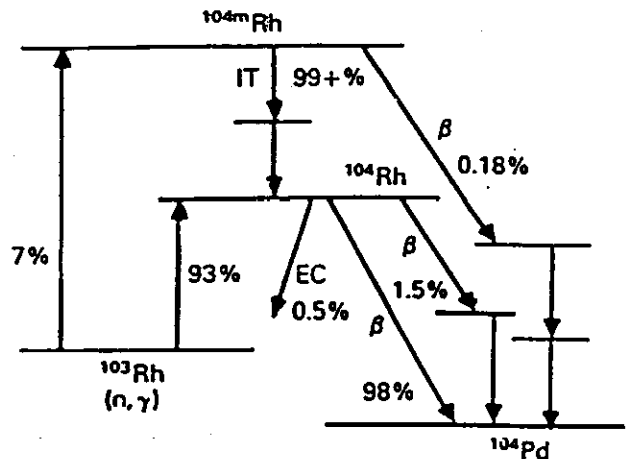 ¹⁰⁴ᵐRh
IT 99+%
β
0.18%
¹⁰⁴Rh
7%
93%
EC
0.5%
β
1.5%
β
98%
¹⁰³Rh
(n, γ)
¹⁰⁴Pd